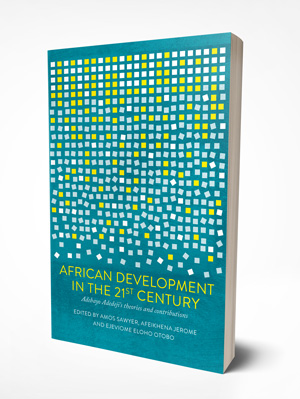 AFRICAN DEVELOPMENT
IN THE 21ST CENTURY
Adebayo Adedeji's theories and contributions
EDITED BY AMOS SAWYER, AFEIKHENA JEROME
AND EJEVIOME ELOHO OTOBO